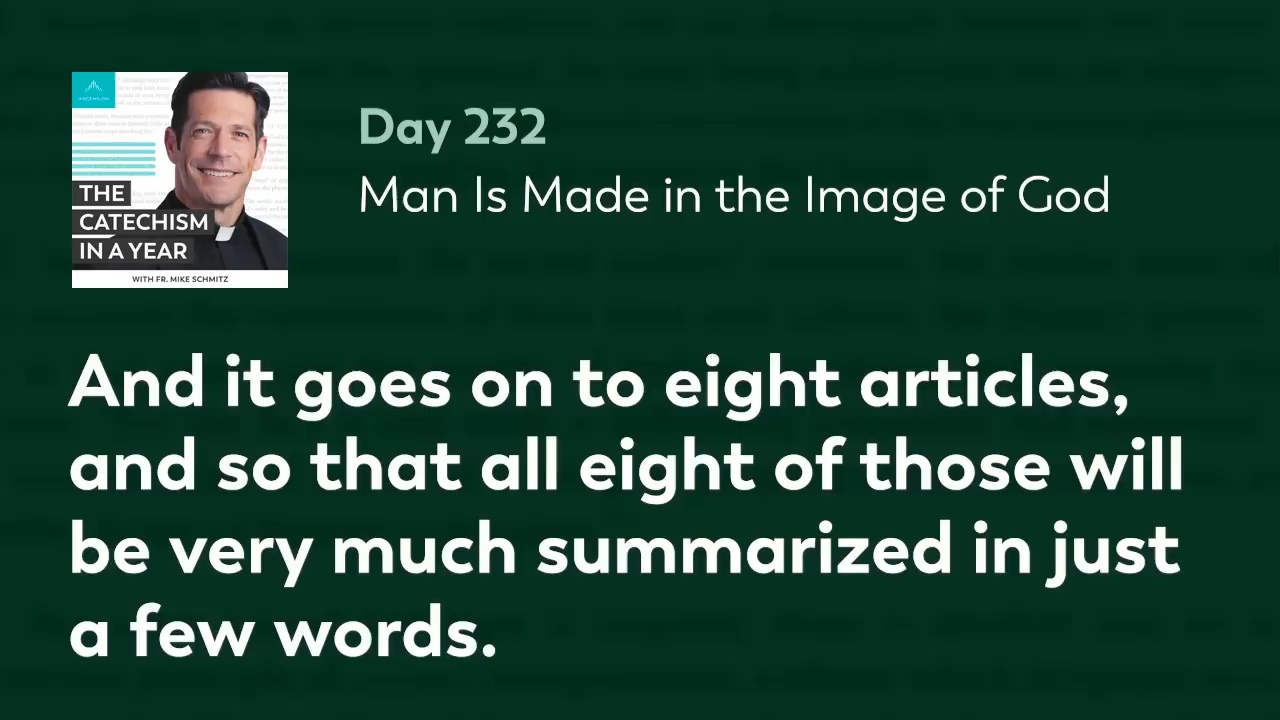 ASCENSION
THE
CATECHISM
IN A YEAR
WITH FR. MIKE SCHMITZ
Day 232
Man Is Made in the Image of God
And it goes on to eight articles,
and so that all eight of those will
be very much summarized in just
a few words.